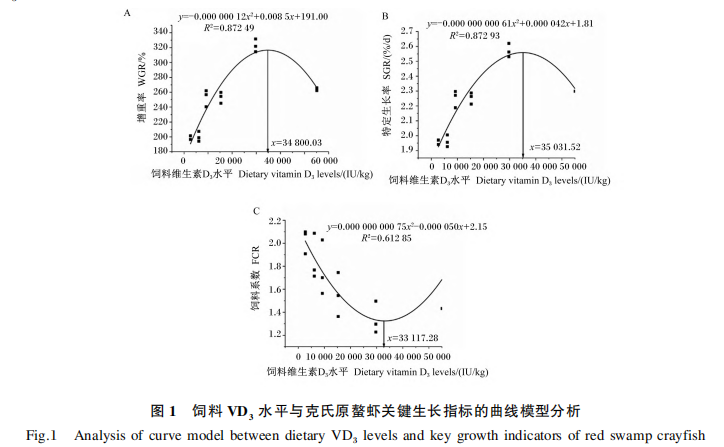 A
y=-0.000 000 12x²+0.008 5x+191.00
R²=0.872 49
增重率 WGR/%
340
320
300
280
260
240
220
200
180
x=34 800.03
0 10 000 20 000 30 000 40 000 50 000
饲料维生素D₃水平 Dietary vitamin D₃ levels/(IU/kg)
B
y=-0.000 000 000 61x²+0.000 042x+1.81
R²=0.872 93
特定生长率 SGR/(%/d)
2.7
2.6
2.5
2.4
2.3
2.2
2.1
2.0
1.9
x=35 031.52
0 10 000 20 000 30 000 40 000 50 000
饲料维生素D₃水平 Dietary vitamin D₃ levels/(IU/kg)
C
y=0.000 000 000 75x²-0.000 050x+2.15
R²=0.612 85
饲料系数 FCR
2.2
2.0
1.8
1.6
1.4
1.2
x=33 117.28
0 10 000 20 000 30 000 40 000 50 000
饲料维生素D₃水平 Dietary vitamin D₃ levels/(IU/kg)
图 1 饲料 VD₃ 水平与克氏原螯虾关键生长指标的曲线模型分析
Fig.1 Analysis of curve model between dietary VD₃ levels and key growth indicators of red swamp crayfish